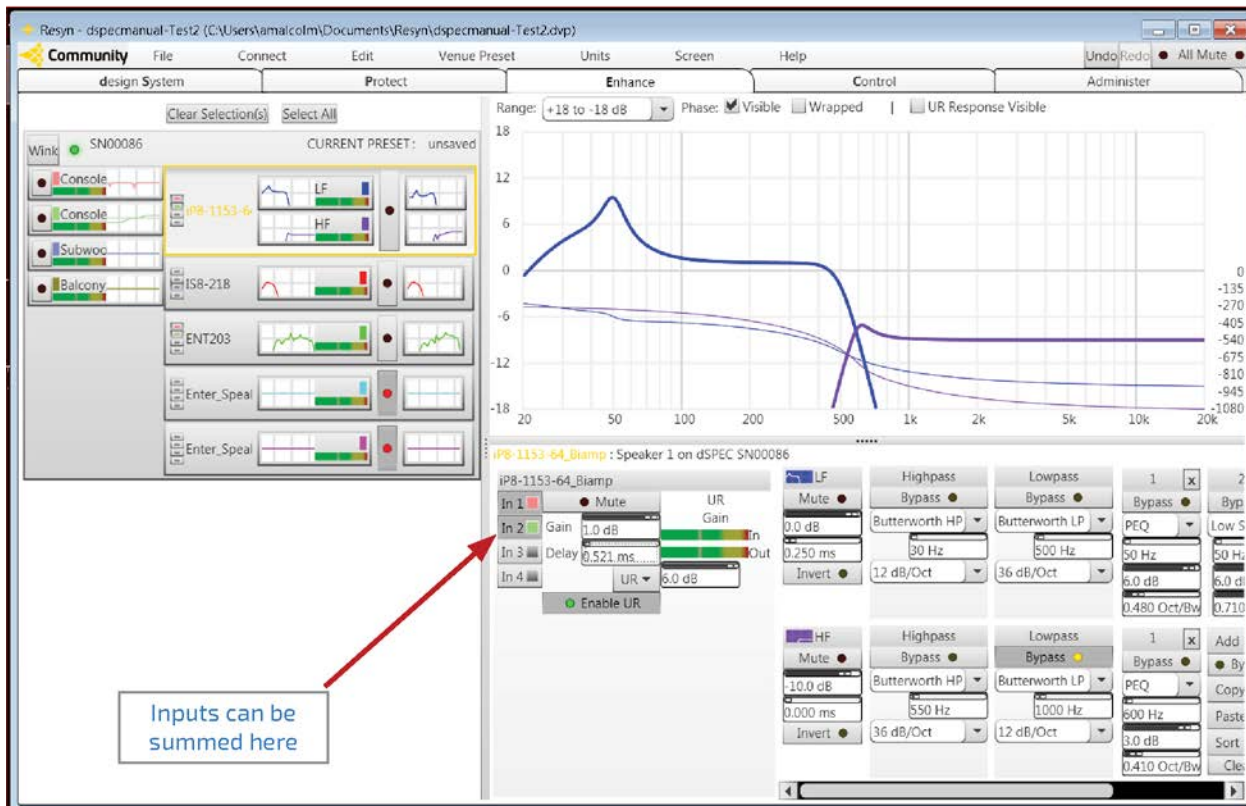 Resyn - dspecmanual-Test2 (C:\Users\amalcolm\Documents\Resyn\dspecmanual-Test2.dvp)
Community File Connect Edit Venue Preset Units Screen Help Undo Redo All Mute
design System Protect Enhance Control Administer
Clear Selection(s) Select All
Range: +18 to -18 dB Phase: Visible Wrapped | UR Response Visible
Wink SN00086 CURRENT PRESET: unsaved
Console
Console
Subwoo
Balcony
iP8-1153-6
LF
HF
IS8-218
ENT203
Enter_Speal
Enter_Speal
18
12
6
0
-6
-12
-18
0
-135
-270
-405
-540
-675
-810
-945
-1080
20 50 100 200 500 1k 2k 5k 10k 20k
iP8-1153-64_Biamp : Speaker 1 on dSPEC SN00086
iP8-1153-64_Biamp
In 1 Mute UR
In 2 Gain 1.0 dB Gain
In
In 3 Delay 0.521 ms Out
In 4 UR 6.0 dB
Enable UR
LF Highpass Lowpass 1 x 2
Mute Bypass Bypass Bypass Byp
0.0 dB Butterworth HP Butterworth LP PEQ Low S
0.250 ms 30 Hz 500 Hz 50 Hz 50 Hz
Invert 12 dB/Oct 36 dB/Oct 6.0 dB 6.0 d
0.480 Oct/Bw 0.710
HF Highpass Lowpass 1 x Add
Mute Bypass Bypass Bypass By
-10.0 dB Butterworth HP Butterworth LP PEQ Copy
0.000 ms 550 Hz 1000 Hz 600 Hz Paste
Invert 36 dB/Oct 12 dB/Oct 3.0 dB Sort
0.410 Oct/Bw Cle
Inputs can be
summed here